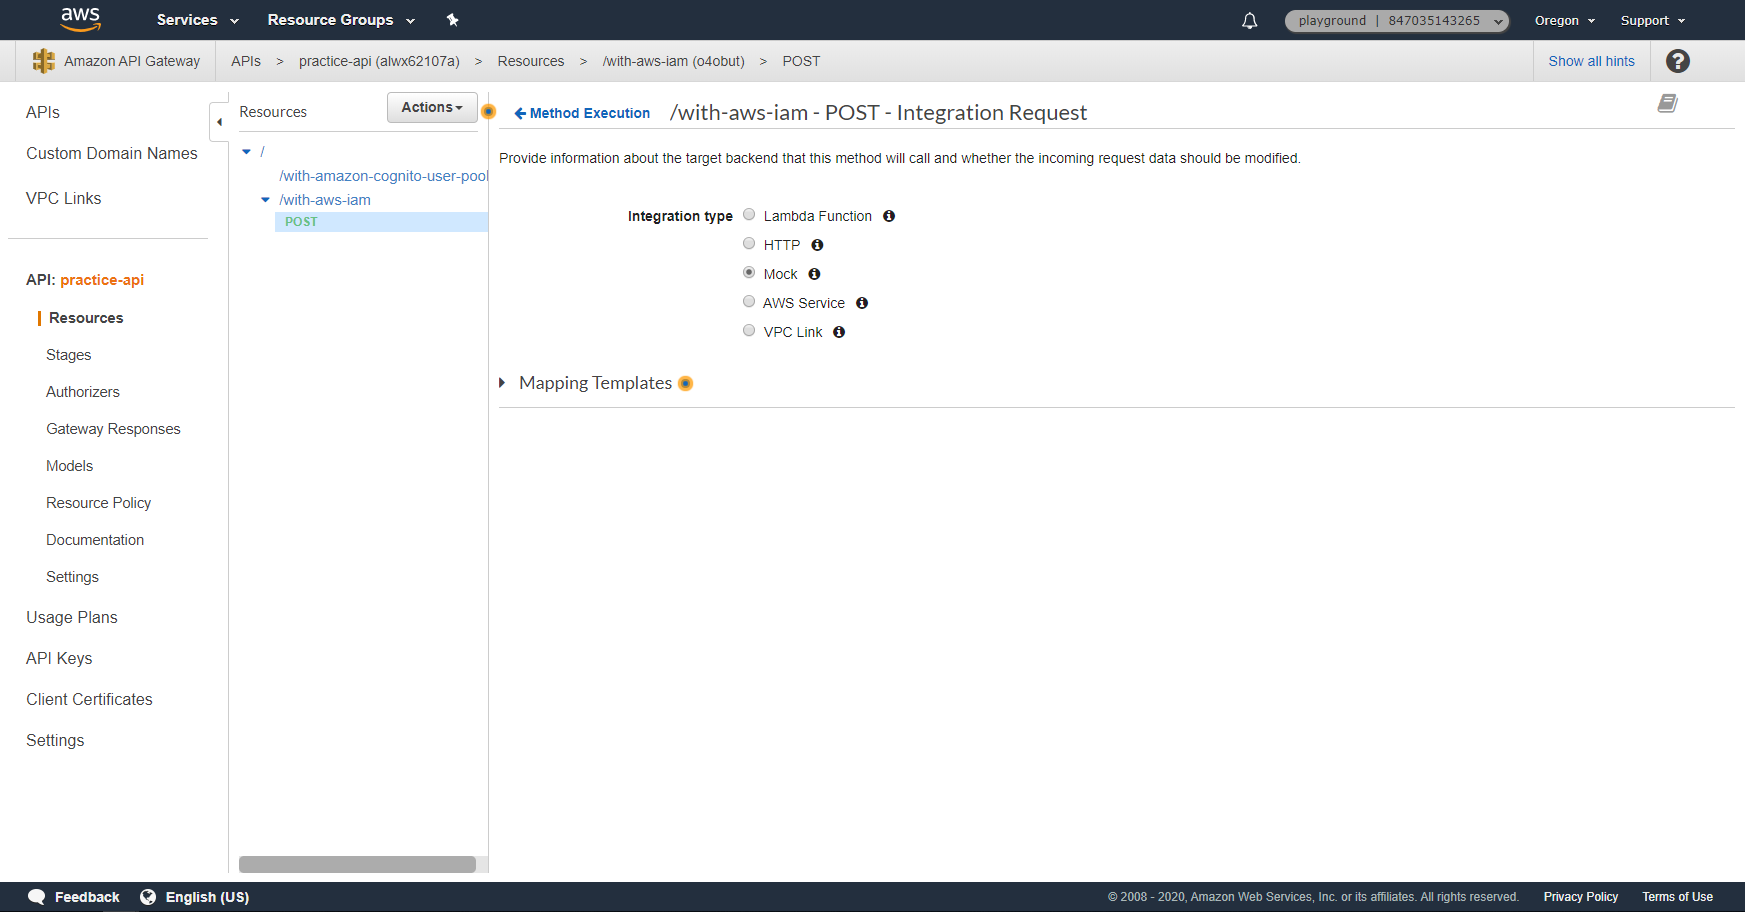 aws
Services
Resource Groups
playground | 847035143265
Oregon
Support
Amazon API Gateway
APIs > practice-api (alwx62107a) > Resources > /with-aws-iam (o4obut) > POST
Show all hints
?
APIs
Custom Domain Names
VPC Links
API: practice-api
Resources
Stages
Authorizers
Gateway Responses
Models
Resource Policy
Documentation
Settings
Usage Plans
API Keys
Client Certificates
Settings
Resources
Actions
/
/with-amazon-cognito-user-pool
/with-aws-iam
POST
Method Execution
/with-aws-iam - POST - Integration Request
Provide information about the target backend that this method will call and whether the incoming request data should be modified.
Integration type
Lambda Function
HTTP
Mock
AWS Service
VPC Link
Mapping Templates
Feedback
English (US)
© 2008 - 2020, Amazon Web Services, Inc. or its affiliates. All rights reserved.
Privacy Policy
Terms of Use